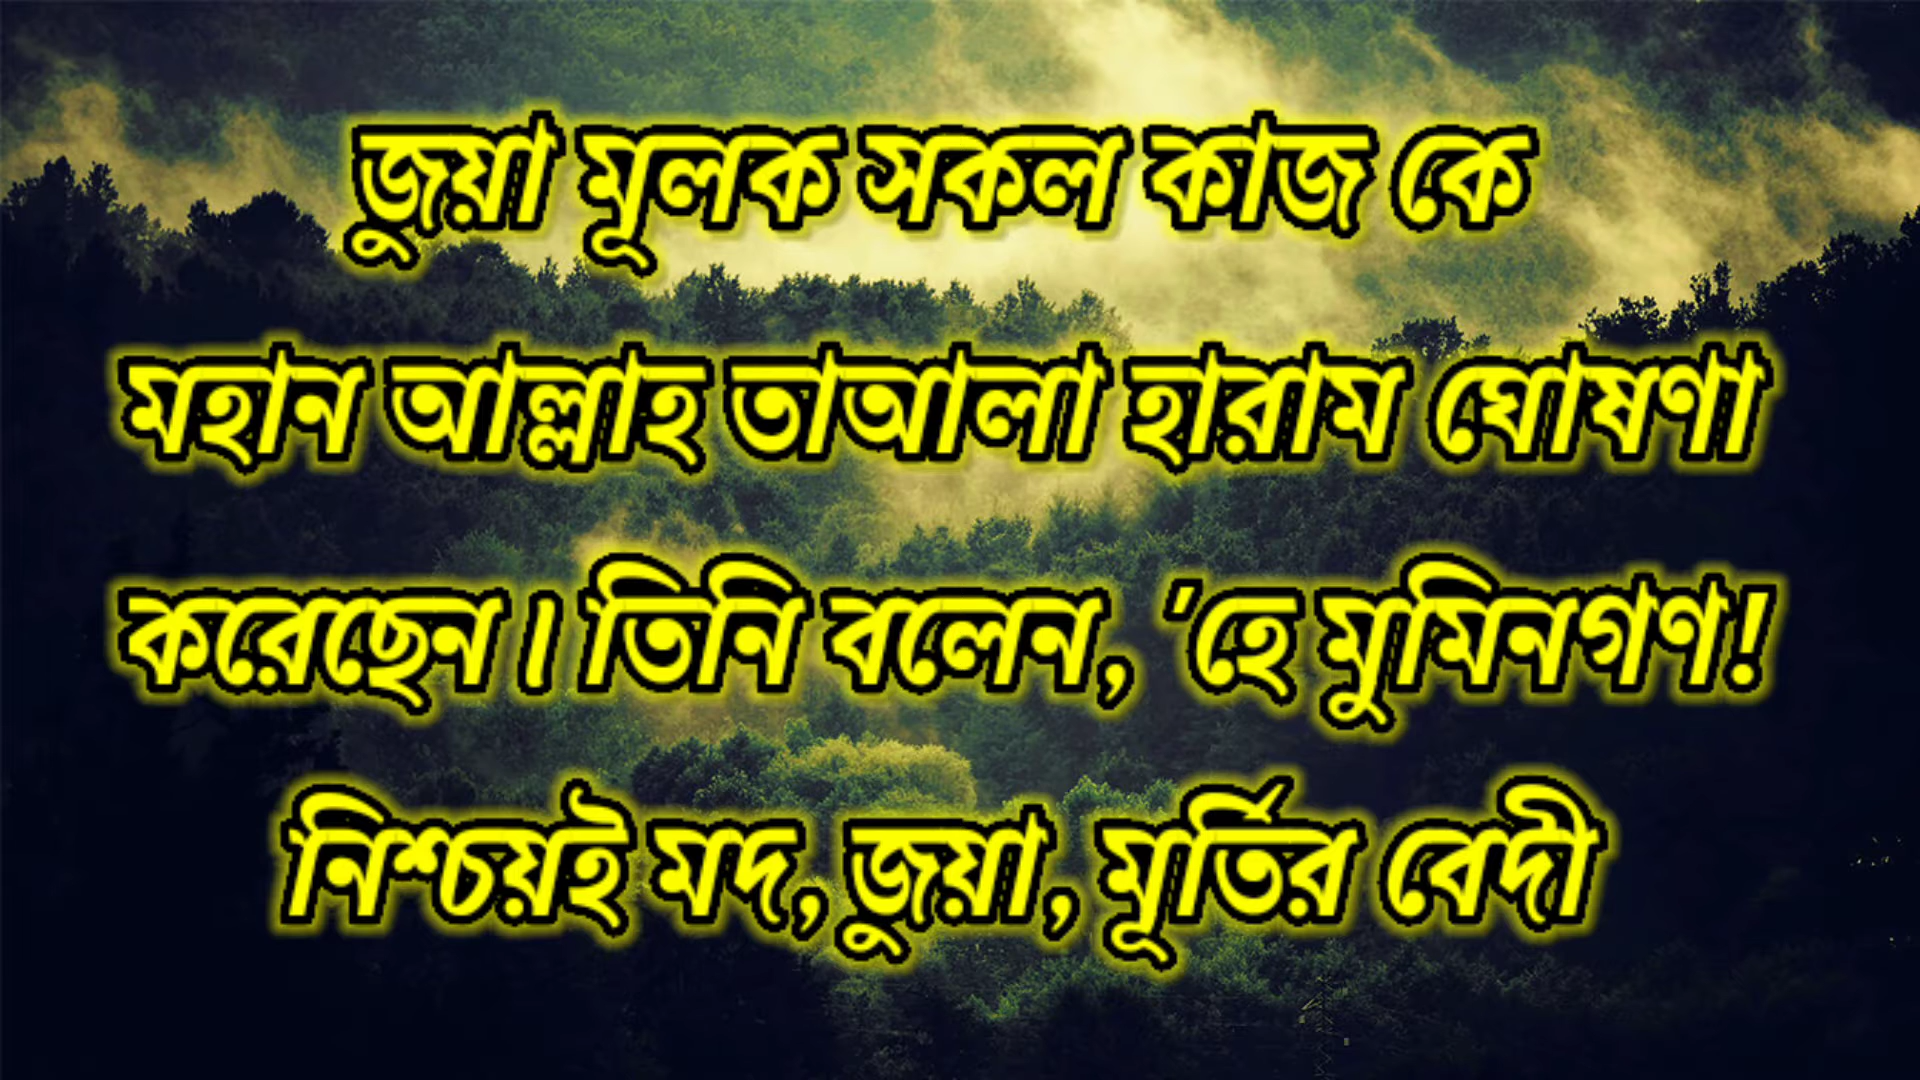 জুয়া মূলক সকল কাজ কে
মহান আল্লাহ তাআলা হারাম ঘোষণা
করেছেন। তিনি বলেন, 'হে মুমিনগণ!
নিশ্চয়ই মদ, জুয়া, মূর্তির বেদী